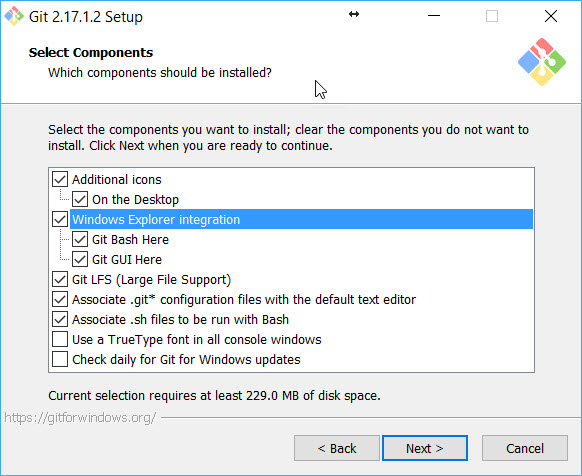 Git 2.17.1.2 Setup
Select Components
Which components should be installed?
Select the components you want to install; clear the components you do not want to
install. Click Next when you are ready to continue.
Additional icons
On the Desktop
Windows Explorer integration
Git Bash Here
Git GUI Here
Git LFS (Large File Support)
Associate .git* configuration files with the default text editor
Associate .sh files to be run with Bash
Use a TrueType font in all console windows
Check daily for Git for Windows updates
Current selection requires at least 229.0 MB of disk space.
https://gitforwindows.org/
< Back
Next >
Cancel